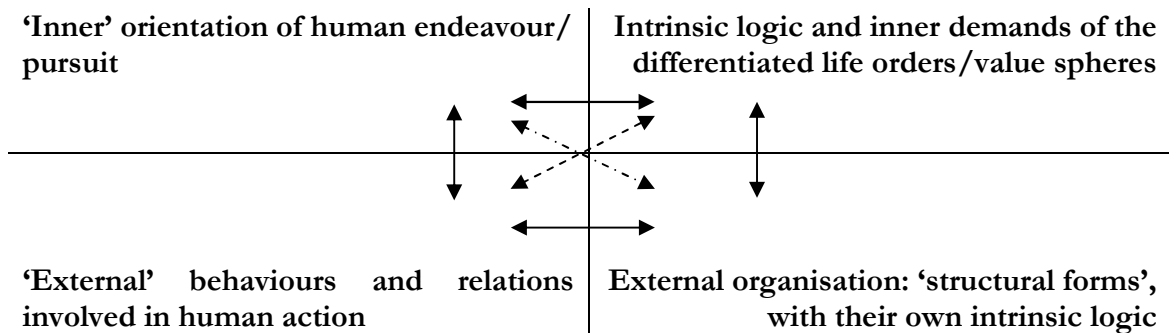 ‘Inner’ orientation of human endeavour/
pursuit
Intrinsic logic and inner demands of the
differentiated life orders/value spheres
‘External’ behaviours and relations
involved in human action
External organisation: ‘structural forms’,
with their own intrinsic logic